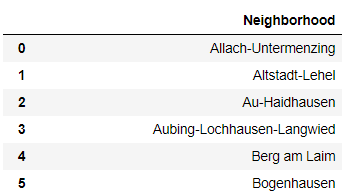 Neighborhood
0 Allach-Untermenzing
1 Altstadt-Lehel
2 Au-Haidhausen
3 Aubing-Lochhausen-Langwied
4 Berg am Laim
5 Bogenhausen